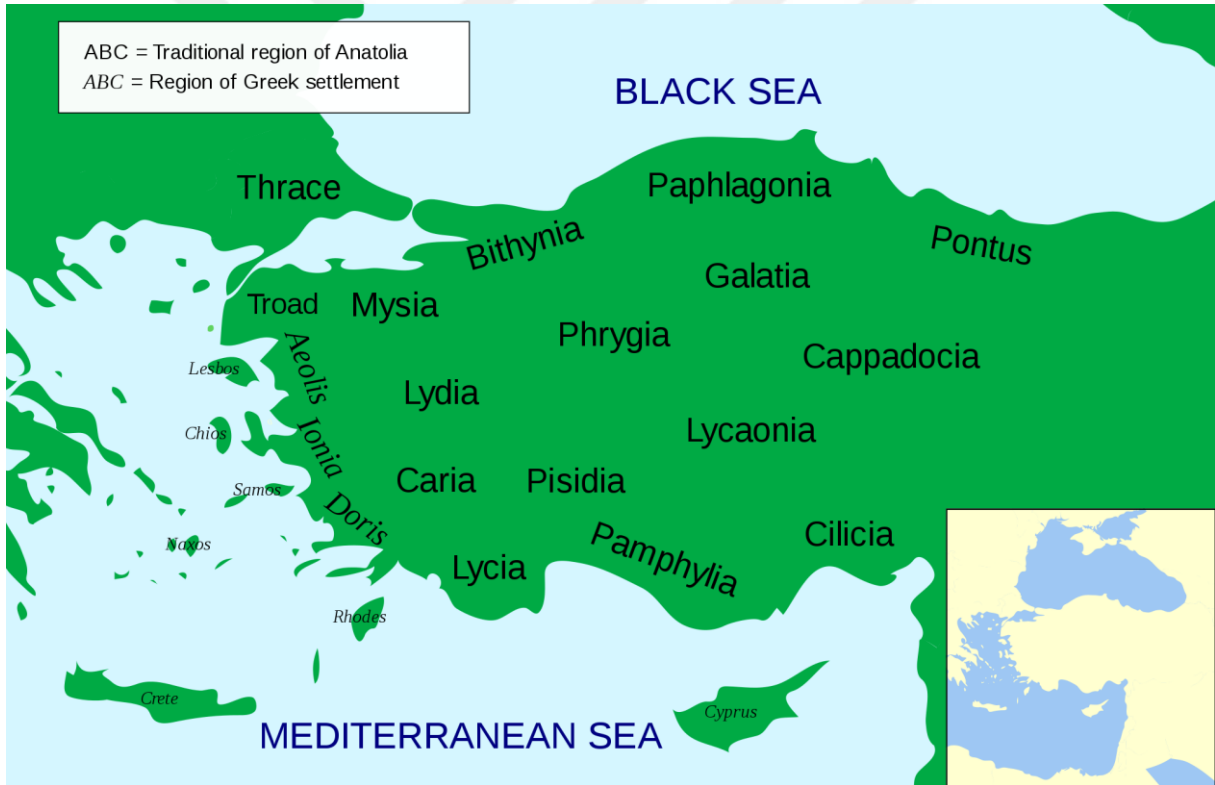 ABC = Traditional region of Anatolia
ABC = Region of Greek settlement
BLACK SEA
Thrace
Paphlagonia
Bithynia
Pontus
Galatia
Troad
Mysia
Phrygia
Cappadocia
Aeolis
Lesbos
Lydia
Lycaonia
Chios
Ionia
Caria
Pisidia
Samos
Doris
Cilicia
Naxos
Pamphylia
Lycia
Rhodes
Crete
Cyprus
MEDITERRANEAN SEA